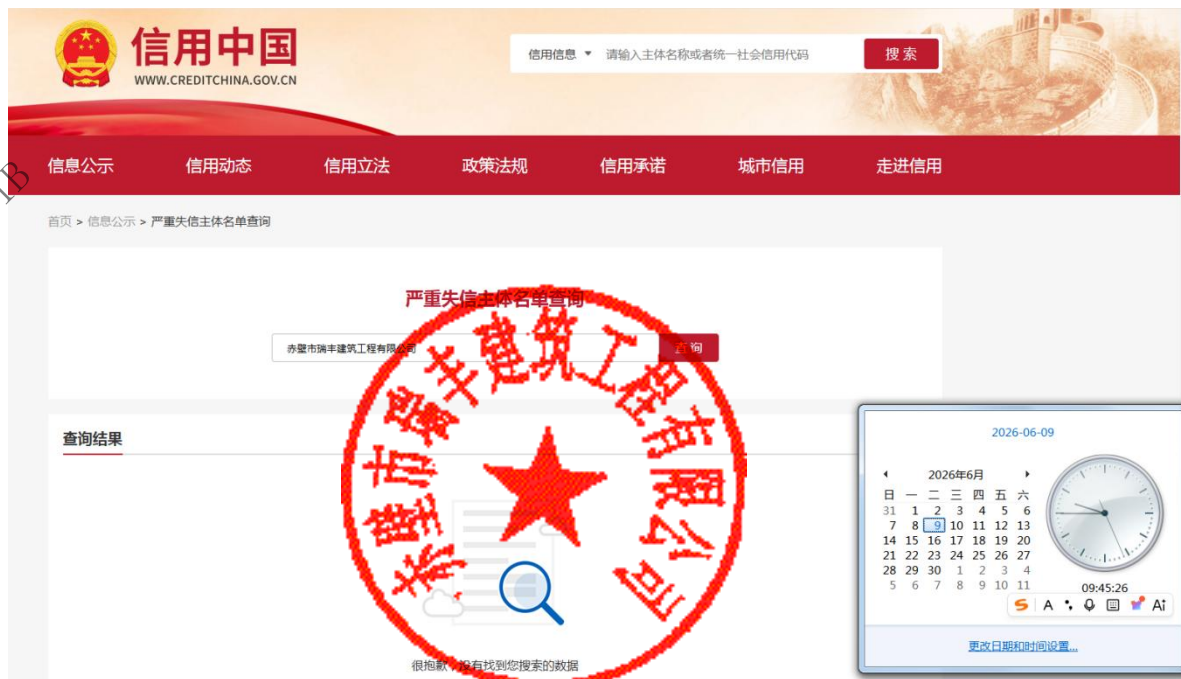 信用中国
WWW.CREDITCHINA.GOV.CN
信用信息 请输入主体名称或者统一社会信用代码 搜索
信息公示 信用动态 信用立法 政策法规 信用承诺 城市信用 走进信用
首页 > 信息公示 > 严重失信主体名单查询
严重失信主体名单查询
赤壁市瑞丰建筑工程有限公司 查询
赤壁市瑞丰建筑工程有限公司
查询结果
很抱歉，没有找到您搜索的数据
2026-06-09
2026年6月
日 一 二 三 四 五 六
31 1 2 3 4 5 6
7 8 9 10 11 12 13
14 15 16 17 18 19 20
21 22 23 24 25 26 27
28 29 30 1 2 3 4
5 6 7 8 9 10 11
09:45:26
A Ai
更改日期和时间设置...